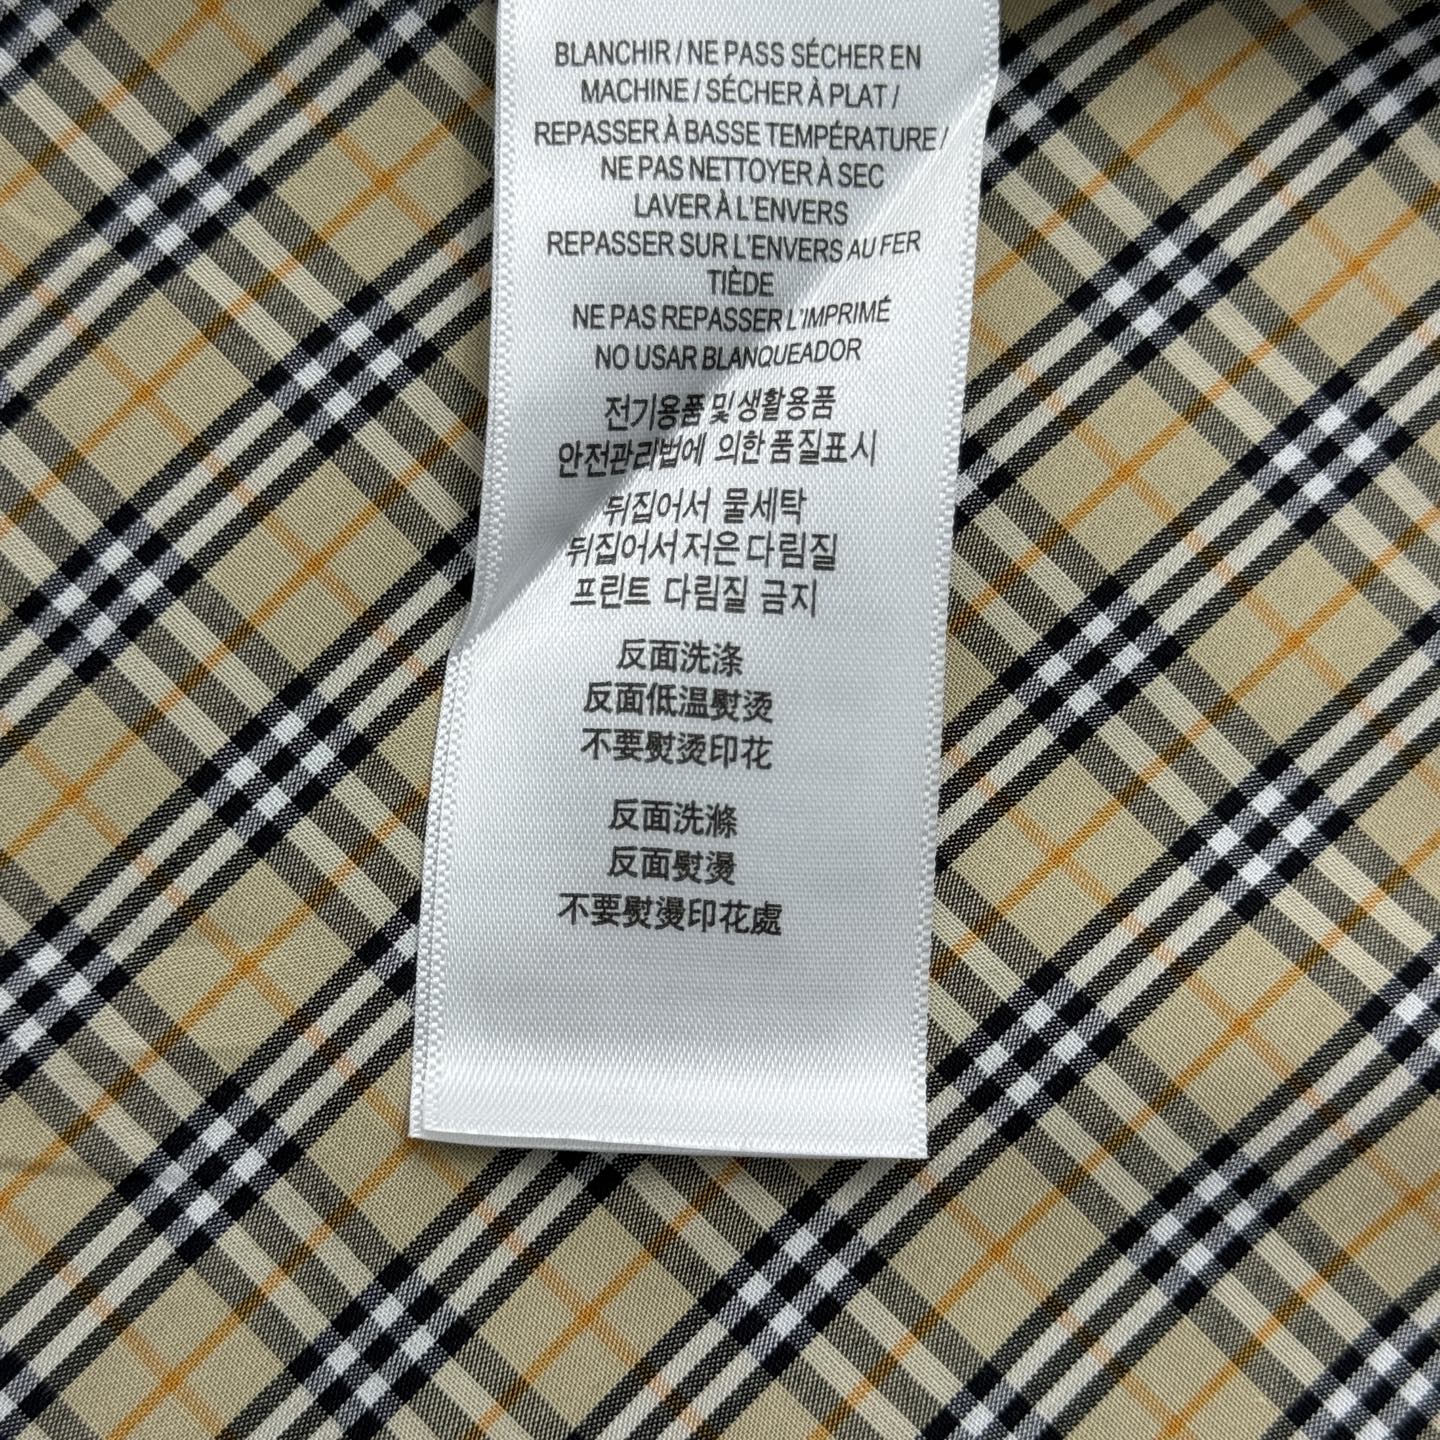 BLANCHIR / NE PASS SÉCHER EN
MACHINE / SÉCHER À PLAT /
REPASSER À BASSE TEMPÉRATURE /
NE PAS NETTOYER À SEC
LAVER À L'ENVERS
REPASSER SUR L'ENVERS AU FER
TIÈDE
NE PAS REPASSER L'IMPRIMÉ
NO USAR BLANQUEADOR
전기용품 및 생활용품
안전관리법에 의한 품질표시
뒤집어서 물세탁
뒤집어서 저은 다림질
프린트 다림질 금지
反面洗涤
反面低温熨烫
不要熨烫印花
反面洗滌
反面熨燙
不要熨燙印花處